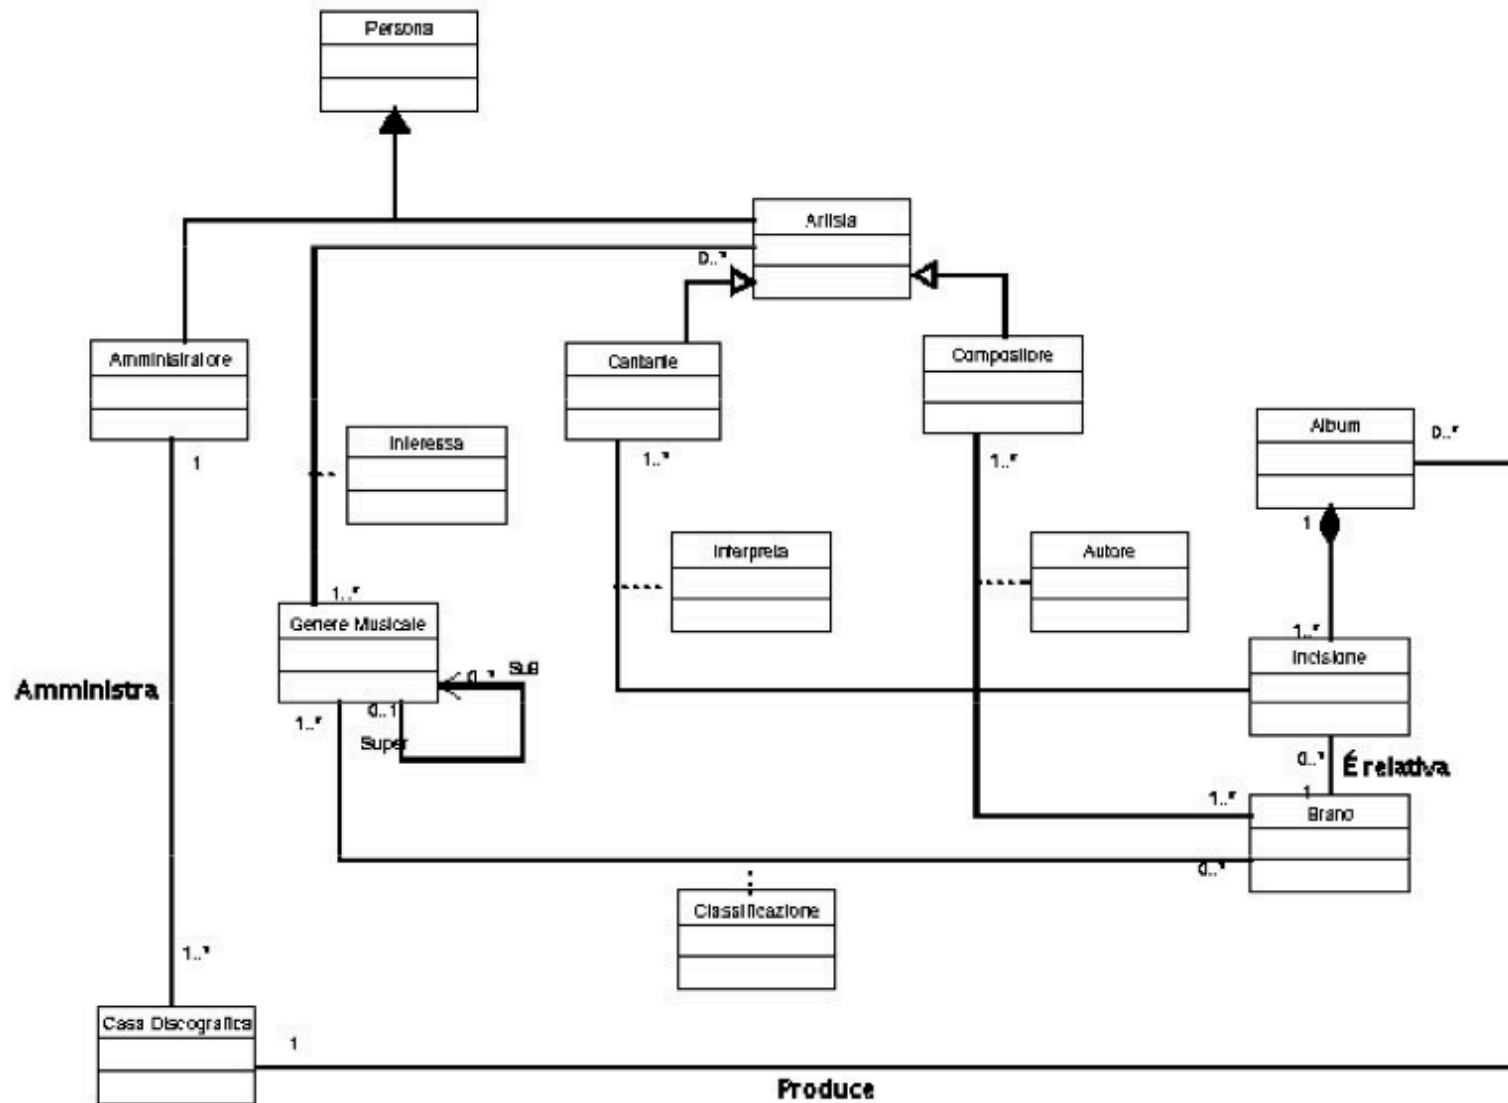 Persona
Artista
0..*
Amministratore
Cantante
Compositore
Album
0..*
Interessa
1
1..*
1..*
1
Interpreta
Autore
1..*
Genere Musicale
1..*
Incisione
0..*
SuB
Amministra
1..*
0..1
Super
0..*
É relativa
1..*
1
Brano
0..*
Classificazione
1..*
Casa Discografica
1
Produce